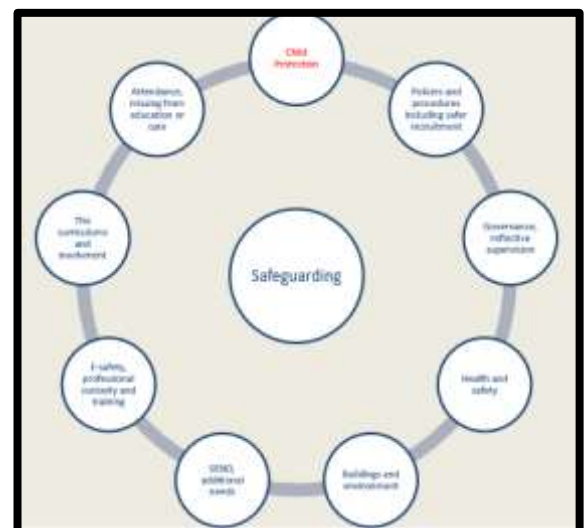 Child
Protection
Policies and
procedures
including safer
recruitment
Governance,
reflective
supervision
Health and
safety
Buildings and
environment
SEND,
additional
needs
E-safety,
professional
curiosity and
training
The
curriculum
and
involvement
Attendance,
missing from
education or
care
Safeguarding